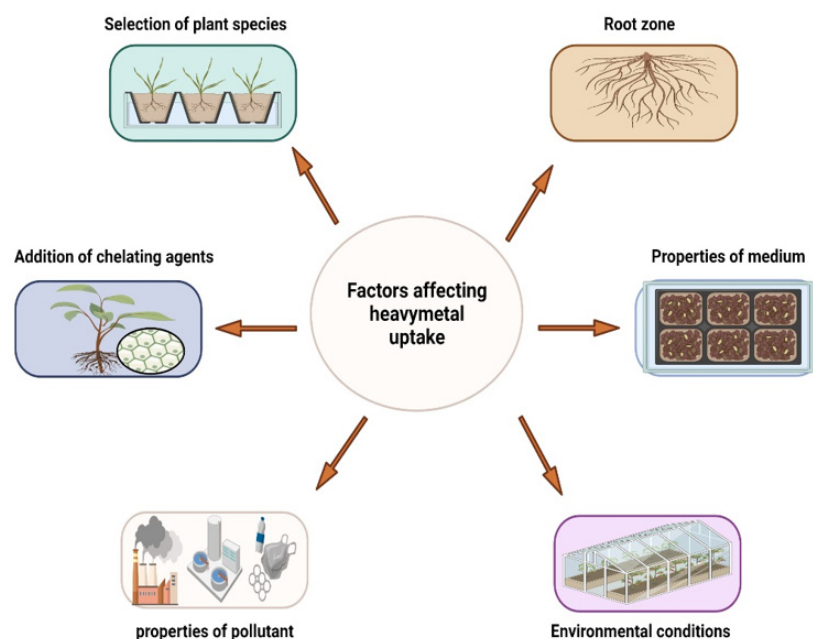 Selection of plant species
Root zone
Addition of chelating agents
Properties of medium
Factors affecting
heavymetal
uptake
properties of pollutant
Environmental conditions